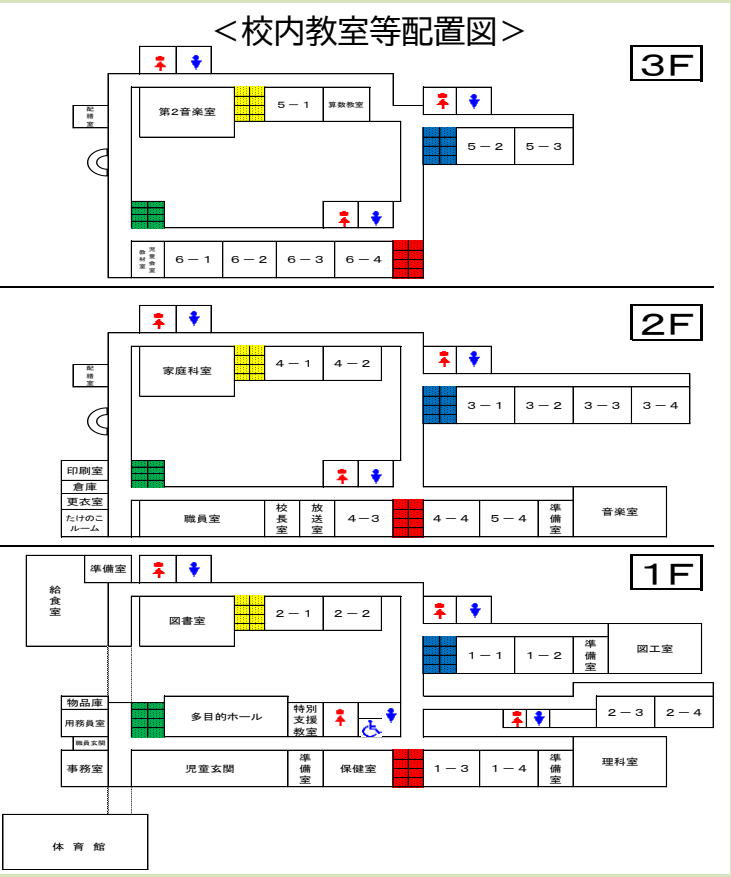 <校内教室等配置図>
3F
配膳室
第2音楽室
5-1
算数教室
5-2
5-3
教材室
児童会室
6-1
6-2
6-3
6-4
2F
配膳室
家庭科室
4-1
4-2
3-1
3-2
3-3
3-4
印刷室
倉庫
更衣室
たけのこ
ルーム
職員室
校長室
放送室
4-3
4-4
5-4
準備室
音楽室
1F
給食室
準備室
図書室
2-1
2-2
1-1
1-2
準備室
図工室
物品庫
用務員室
多目的ホール
特別
支援
教室
2-3
2-4
職員玄関
事務室
児童玄関
準備室
保健室
1-3
1-4
準備室
理科室
体育館